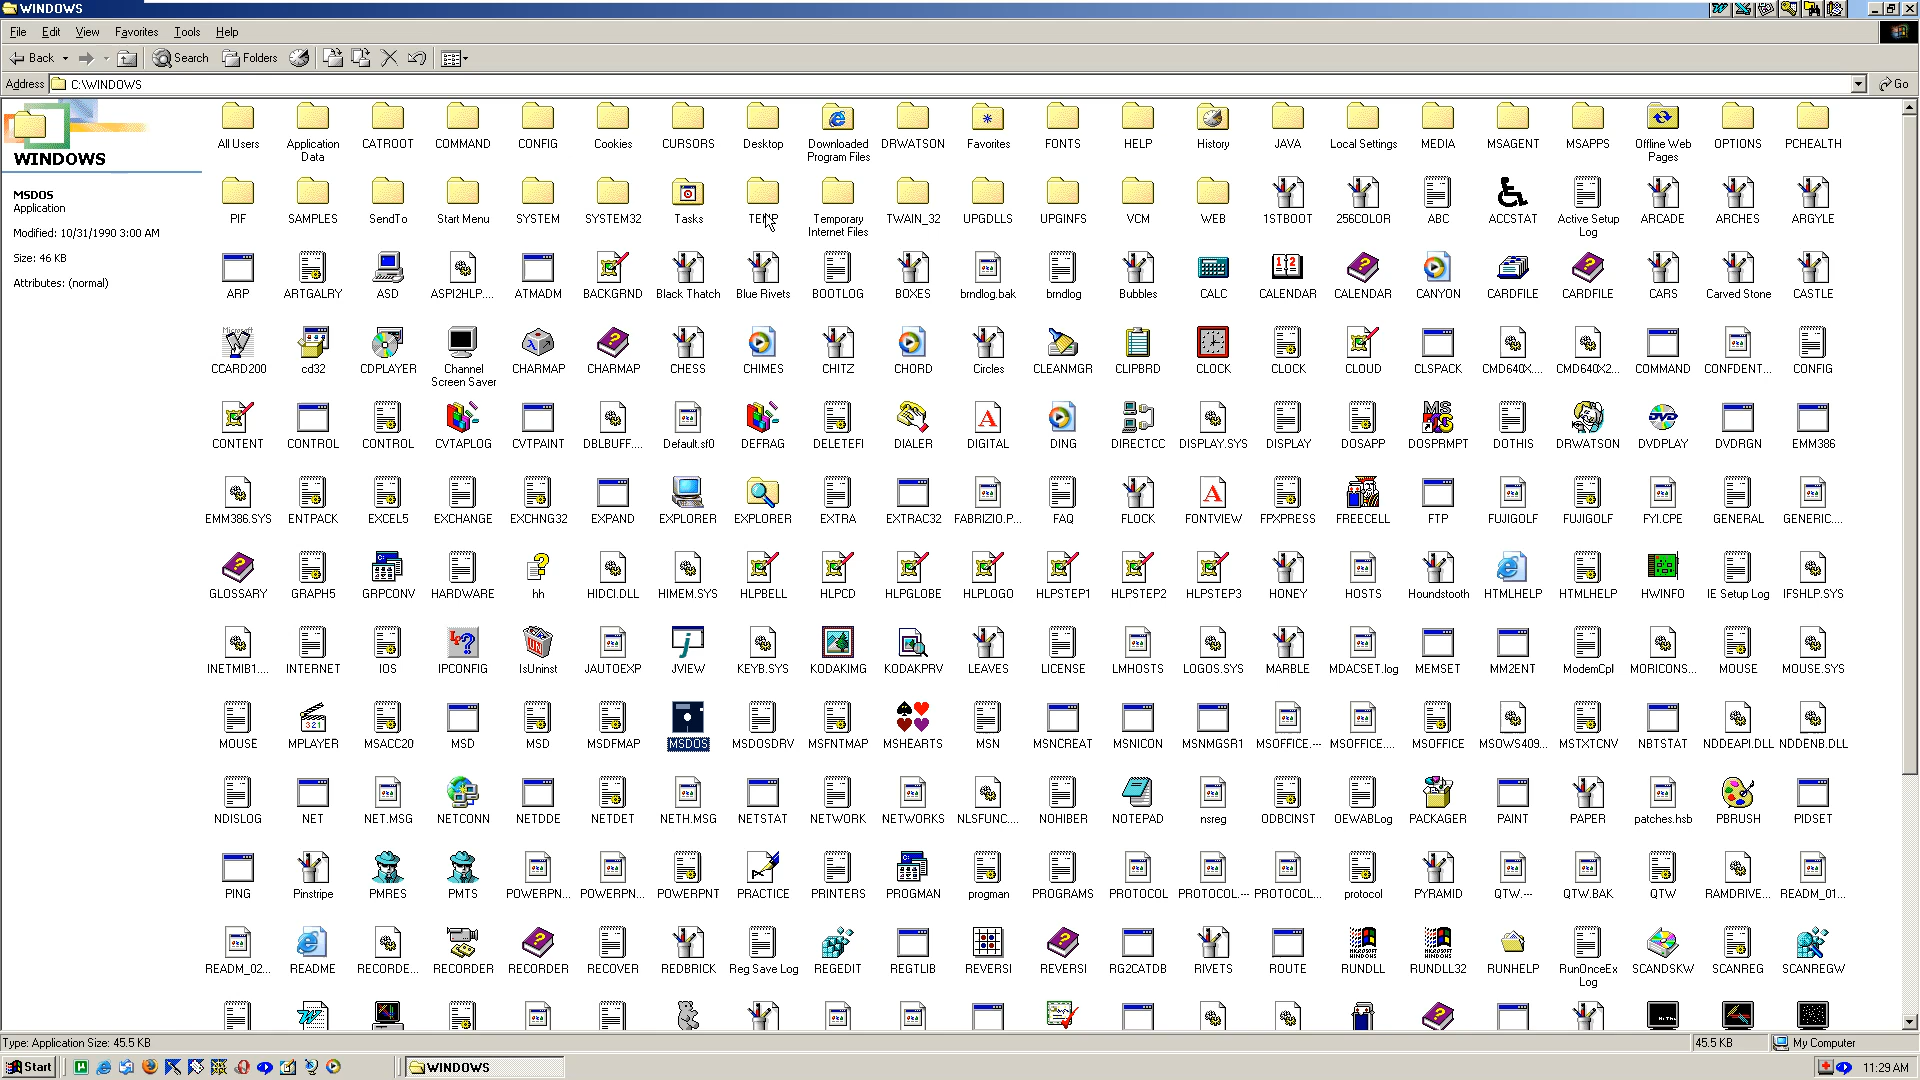 WINDOWS
File Edit View Favorites Tools Help
Back Search Folders
Address C:\WINDOWS Go
WINDOWS
MSDOS
Application
Modified: 10/31/1990 3:00 AM
Size: 46 KB
Attributes: (normal)
All Users Application Data CATROOT COMMAND CONFIG Cookies CURSORS Desktop Downloaded Program Files DRWATSON Favorites FONTS HELP History JAVA Local Settings MEDIA MSAGENT MSAPPS Offline Web Pages OPTIONS PCHEALTH
PIF SAMPLES SendTo Start Menu SYSTEM SYSTEM32 Tasks TEMP Temporary Internet Files TWAIN_32 UPGDLLS UPGINFS VCM WEB 1STBOOT 256COLOR ABC ACCSTAT Active Setup Log ARCADE ARCHES ARGYLE
ARP ARTGALRY ASD ASPI2HLP.... ATMADM BACKGRND Black Thatch Blue Rivets BOOTLOG BOXES brndlog.bak brndlog Bubbles CALC CALENDAR CALENDAR CANYON CARDFILE CARDFILE CARS Carved Stone CASTLE
Microsoft
CCARD200 cd32 CDPLAYER Channel Screen Saver CHARMAP CHARMAP CHESS CHIMES CHITZ CHORD Circles CLEANMGR CLIPBRD CLOCK CLOCK CLOUD CLSPACK CMD640X.... CMD640X2... COMMAND CONFDENT... CONFIG
CONTENT CONTROL CONTROL CVTAPLOG CVTPAINT DBLBUFF.... Default.sf0 DEFRAG DELETEFI DIALER DIGITAL DING DIRECTCC DISPLAY.SYS DISPLAY DOSAPP DOSPRMPT DOTHIS DRWATSON DVDPLAY DVDRGN EMM386
EMM386.SYS ENTPACK EXCEL5 EXCHANGE EXCHNG32 EXPAND EXPLORER EXPLORER EXTRA EXTRAC32 FABRIZIO.P... FAQ FLOCK FONTVIEW FPXPRESS FREECELL FTP FUJIGOLF FUJIGOLF FYI.CPE GENERAL GENERIC....
GLOSSARY GRAPH5 GRPCONV HARDWARE hh HIDCI.DLL HIMEM.SYS HLPBELL HLPCD HLPGLOBE HLPLOGO HLPSTEP1 HLPSTEP2 HLPSTEP3 HONEY HOSTS Houndstooth HTMLHELP HTMLHELP HWINFO IE Setup Log IFSHLP.SYS
INETMIB1.... INTERNET IOS IPCONFIG IsUninst JAUTOEXP JVIEW KEYB.SYS KODAKIMG KODAKPRV LEAVES LICENSE LMHOSTS LOGOS.SYS MARBLE MDACSET.log MEMSET MM2ENT ModemCpl MORICONS... MOUSE MOUSE.SYS
MOUSE MPLAYER MSACC20 MSD MSD MSDFMAP MSDOS MSDOSDRV MSFNTMAP MSHEARTS MSN MSNCREAT MSNICON MSNMGSR1 MSOFFICE.--- MSOFFICE.... MSOFFICE MSOWS409... MSTXTCNV NBTSTAT NDDEAPI.DLL NDDENB.DLL
NDISLOG NET NET.MSG NETCONN NETDDE NETDET NETH.MSG NETSTAT NETWORK NETWORKS NLSFUNC.... NOHIBER NOTEPAD nsreg ODBCINST OEWABLog PACKAGER PAINT PAPER patches.hsb PBRUSH PIDSET
PING Pinstripe PMRES PMTS POWERPN... POWERPN... POWERPNT PRACTICE PRINTERS PROGMAN progman PROGRAMS PROTOCOL PROTOCOL.--- PROTOCOL... protocol PYRAMID QTW.--- QTW.BAK QTW RAMDRIVE... READM_01...
READM_02... README RECORDE... RECORDER RECORDER RECOVER REDBRICK Reg Save Log REGEDIT REGTLIB REVERSI REVERSI RG2CATDB RIVETS ROUTE RUNDLL RUNDLL32 RUNHELP RunOnceEx Log SCANDSKW SCANREG SCANREGW
Type: Application Size: 45.5 KB 45.5 KB My Computer
Start WINDOWS 11:29 AM